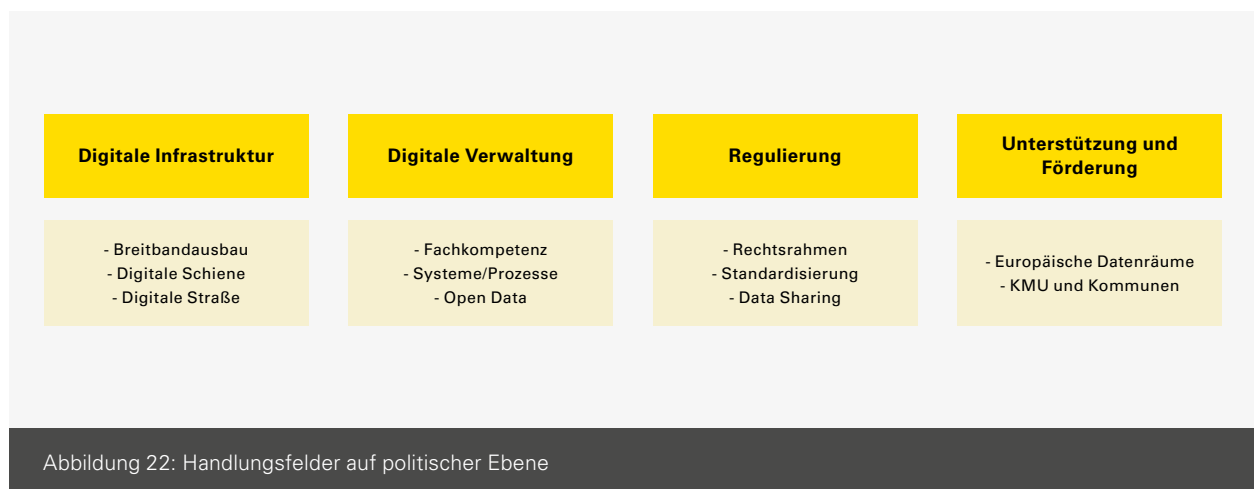 Digitale Infrastruktur
- Breitbandausbau
- Digitale Schiene
- Digitale Straße
Digitale Verwaltung
- Fachkompetenz
- Systeme/Prozesse
- Open Data
Regulierung
- Rechtsrahmen
- Standardisierung
- Data Sharing
Unterstützung und
Förderung
- Europäische Datenräume
- KMU und Kommunen
Abbildung 22: Handlungsfelder auf politischer Ebene